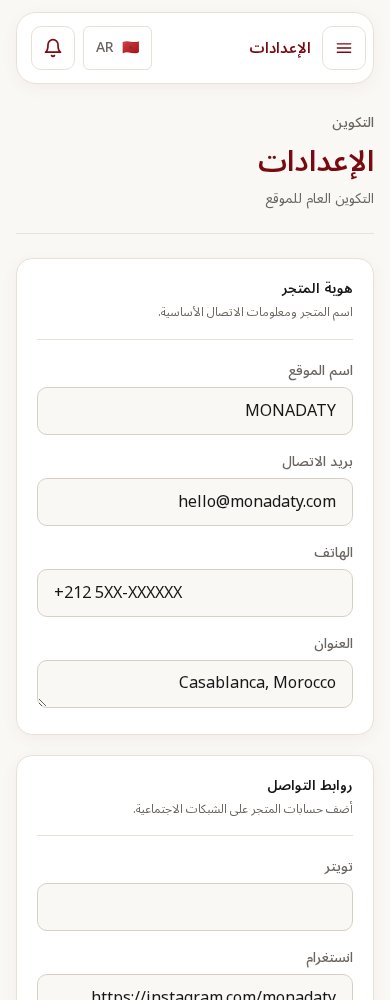 الإعدادات
AR
التكوين
الإعدادات
التكوين العام للموقع
هوية المتجر
اسم المتجر ومعلومات الاتصال الأساسية.
اسم الموقع
MONADATY
بريد الاتصال
hello@monadaty.com
الهاتف
+212 5XX-XXXXXX
العنوان
Casablanca, Morocco
روابط التواصل
أضف حسابات المتجر على الشبكات الاجتماعية.
تويتر
انستغرام
https://instagram.com/monadaty